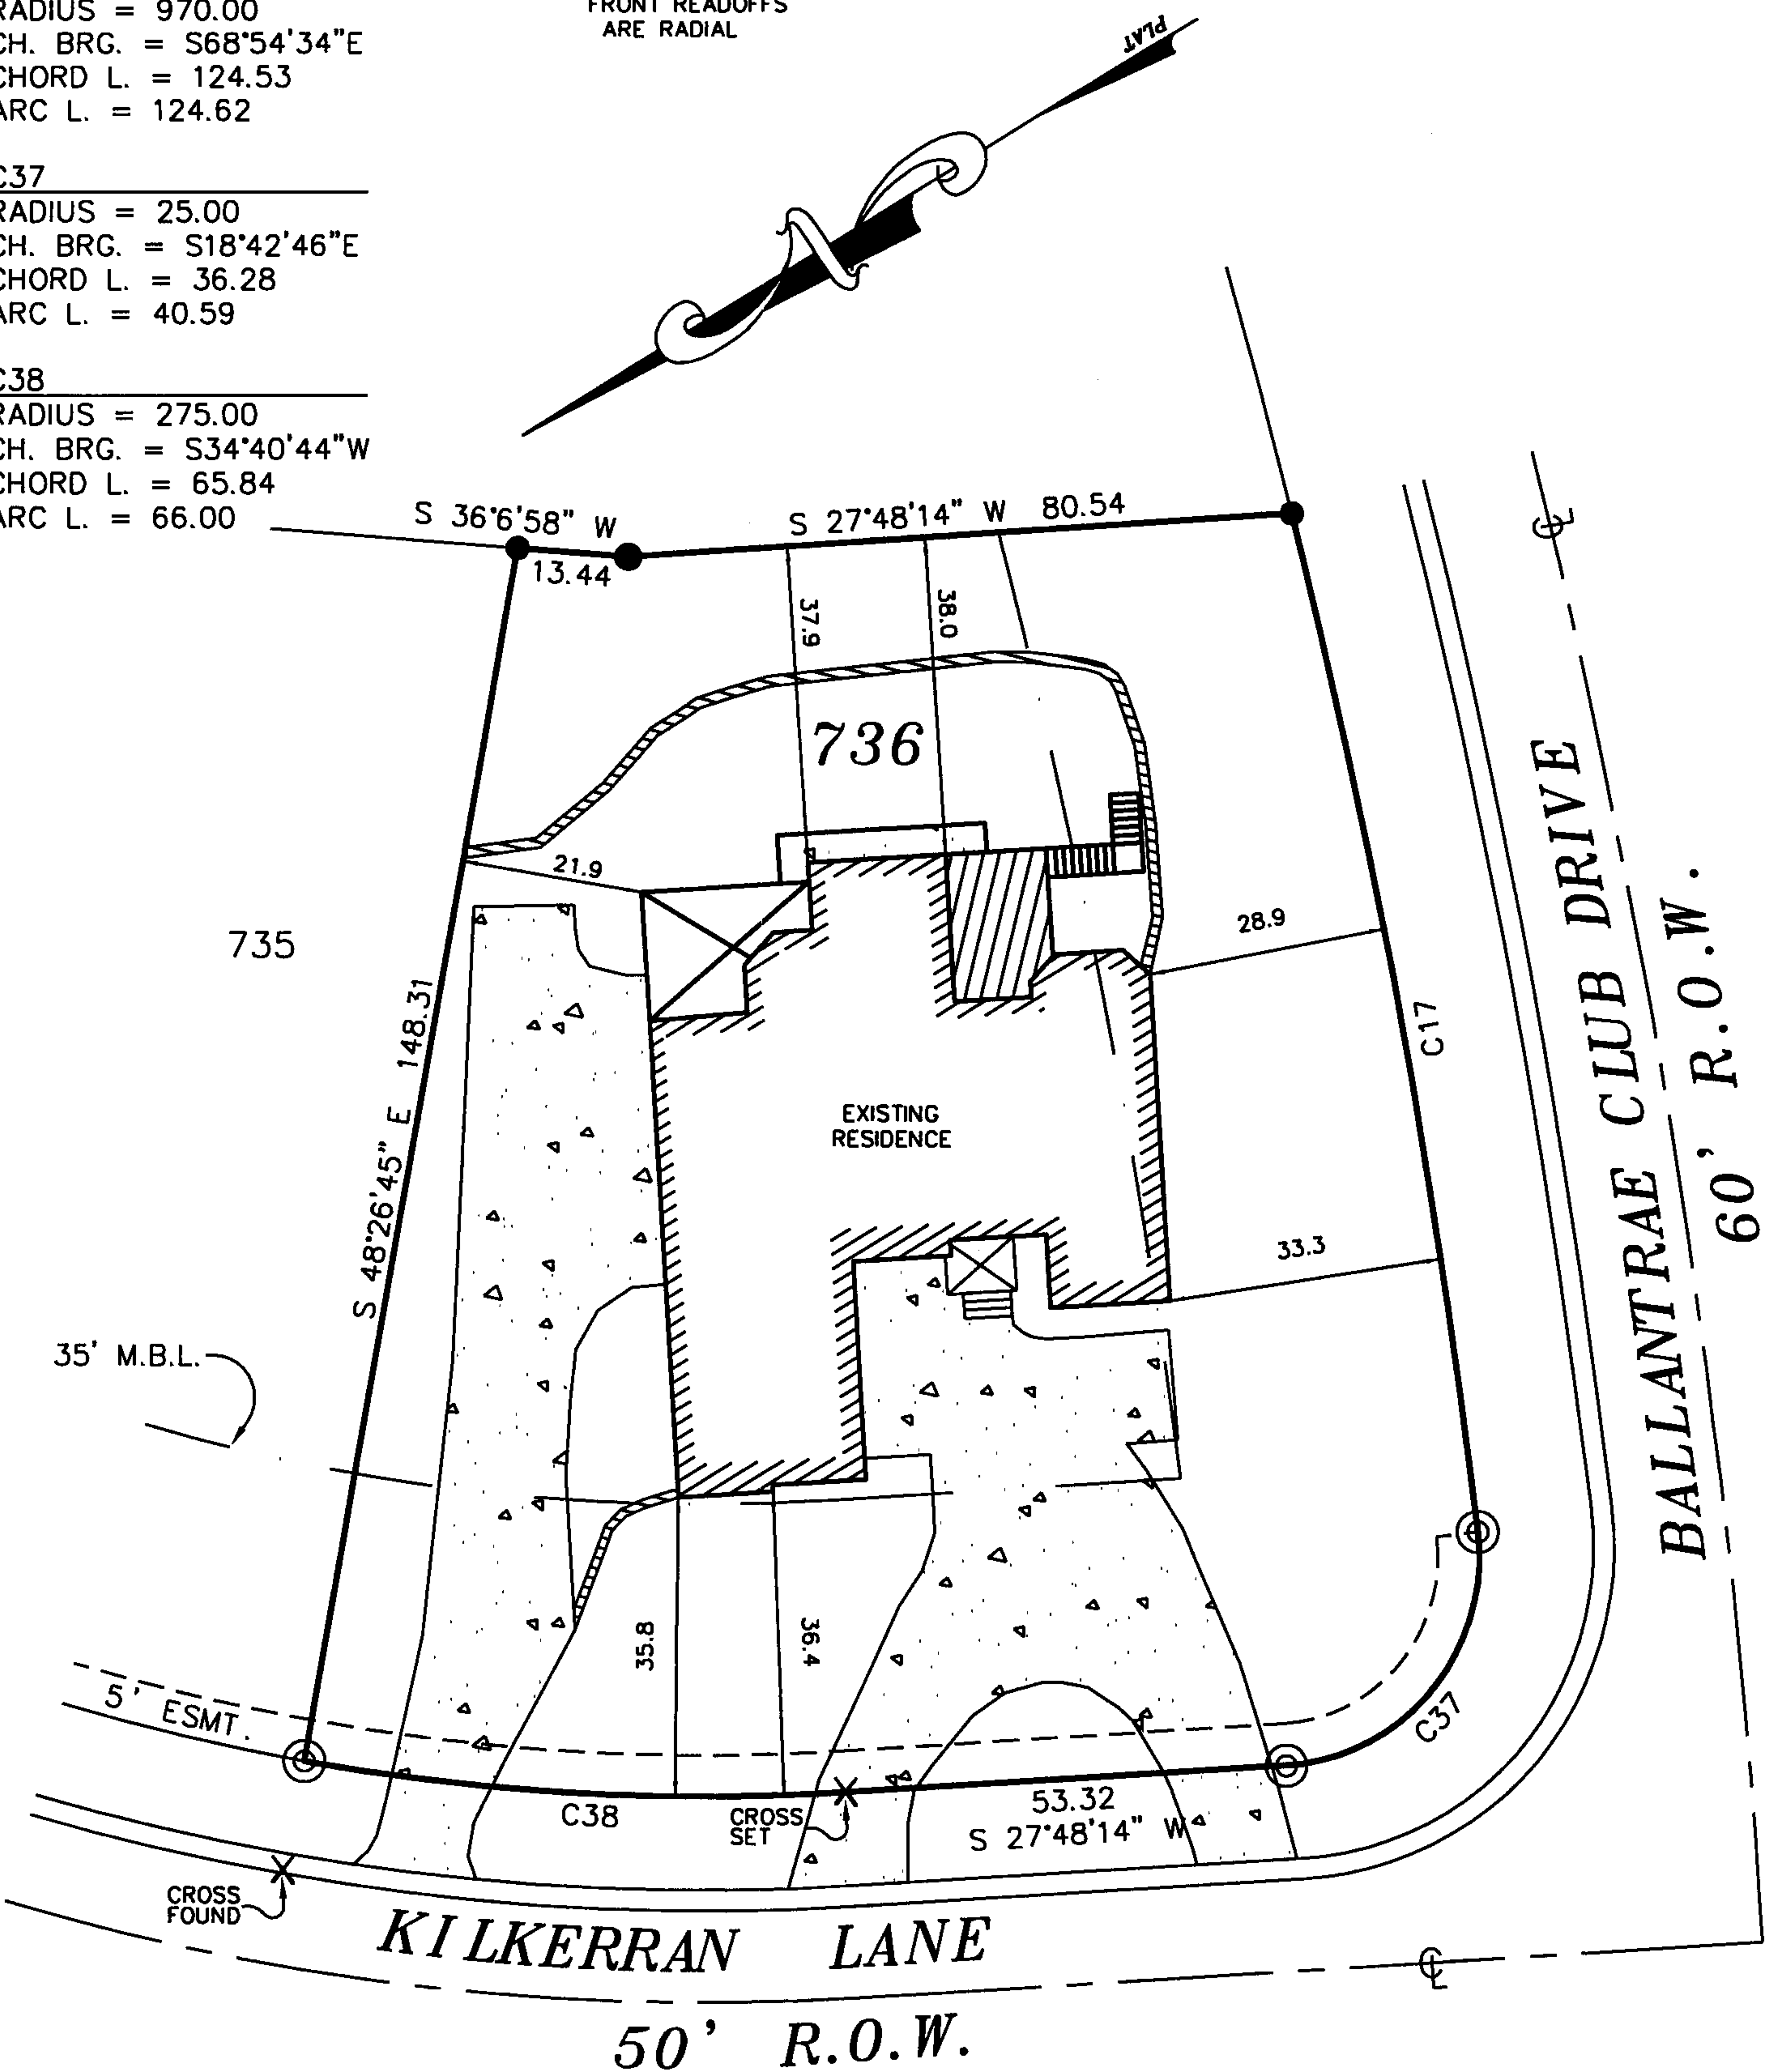 RADIUS = 970.00
CH. BRG. = S68°54'34"E
CHORD L. = 124.53
ARC L. = 124.62
C37
RADIUS = 25.00
CH. BRG. = S18°42'46"E
CHORD L. = 36.28
ARC L. = 40.59
C38
RADIUS = 275.00
CH. BRG. = S34°40'44"W
CHORD L. = 65.84
ARC L. = 66.00
FRONT READOFFS
ARE RADIAL
PLAT
N
S 36°6'58" W
13.44
S 27°48'14" W 80.54
37.9
38.0
736
21.9
28.9
735
S 48°26'45" E 148.31
C17
EXISTING
RESIDENCE
33.3
35' M.B.L.
BALLANTRAE CLUB DRIVE
60' R.O.W.
35.8
36.4
5' ESMT.
C37
C38
CROSS
SET
53.32
S 27°48'14" W
CROSS
FOUND
KILKERRAN LANE
50' R.O.W.